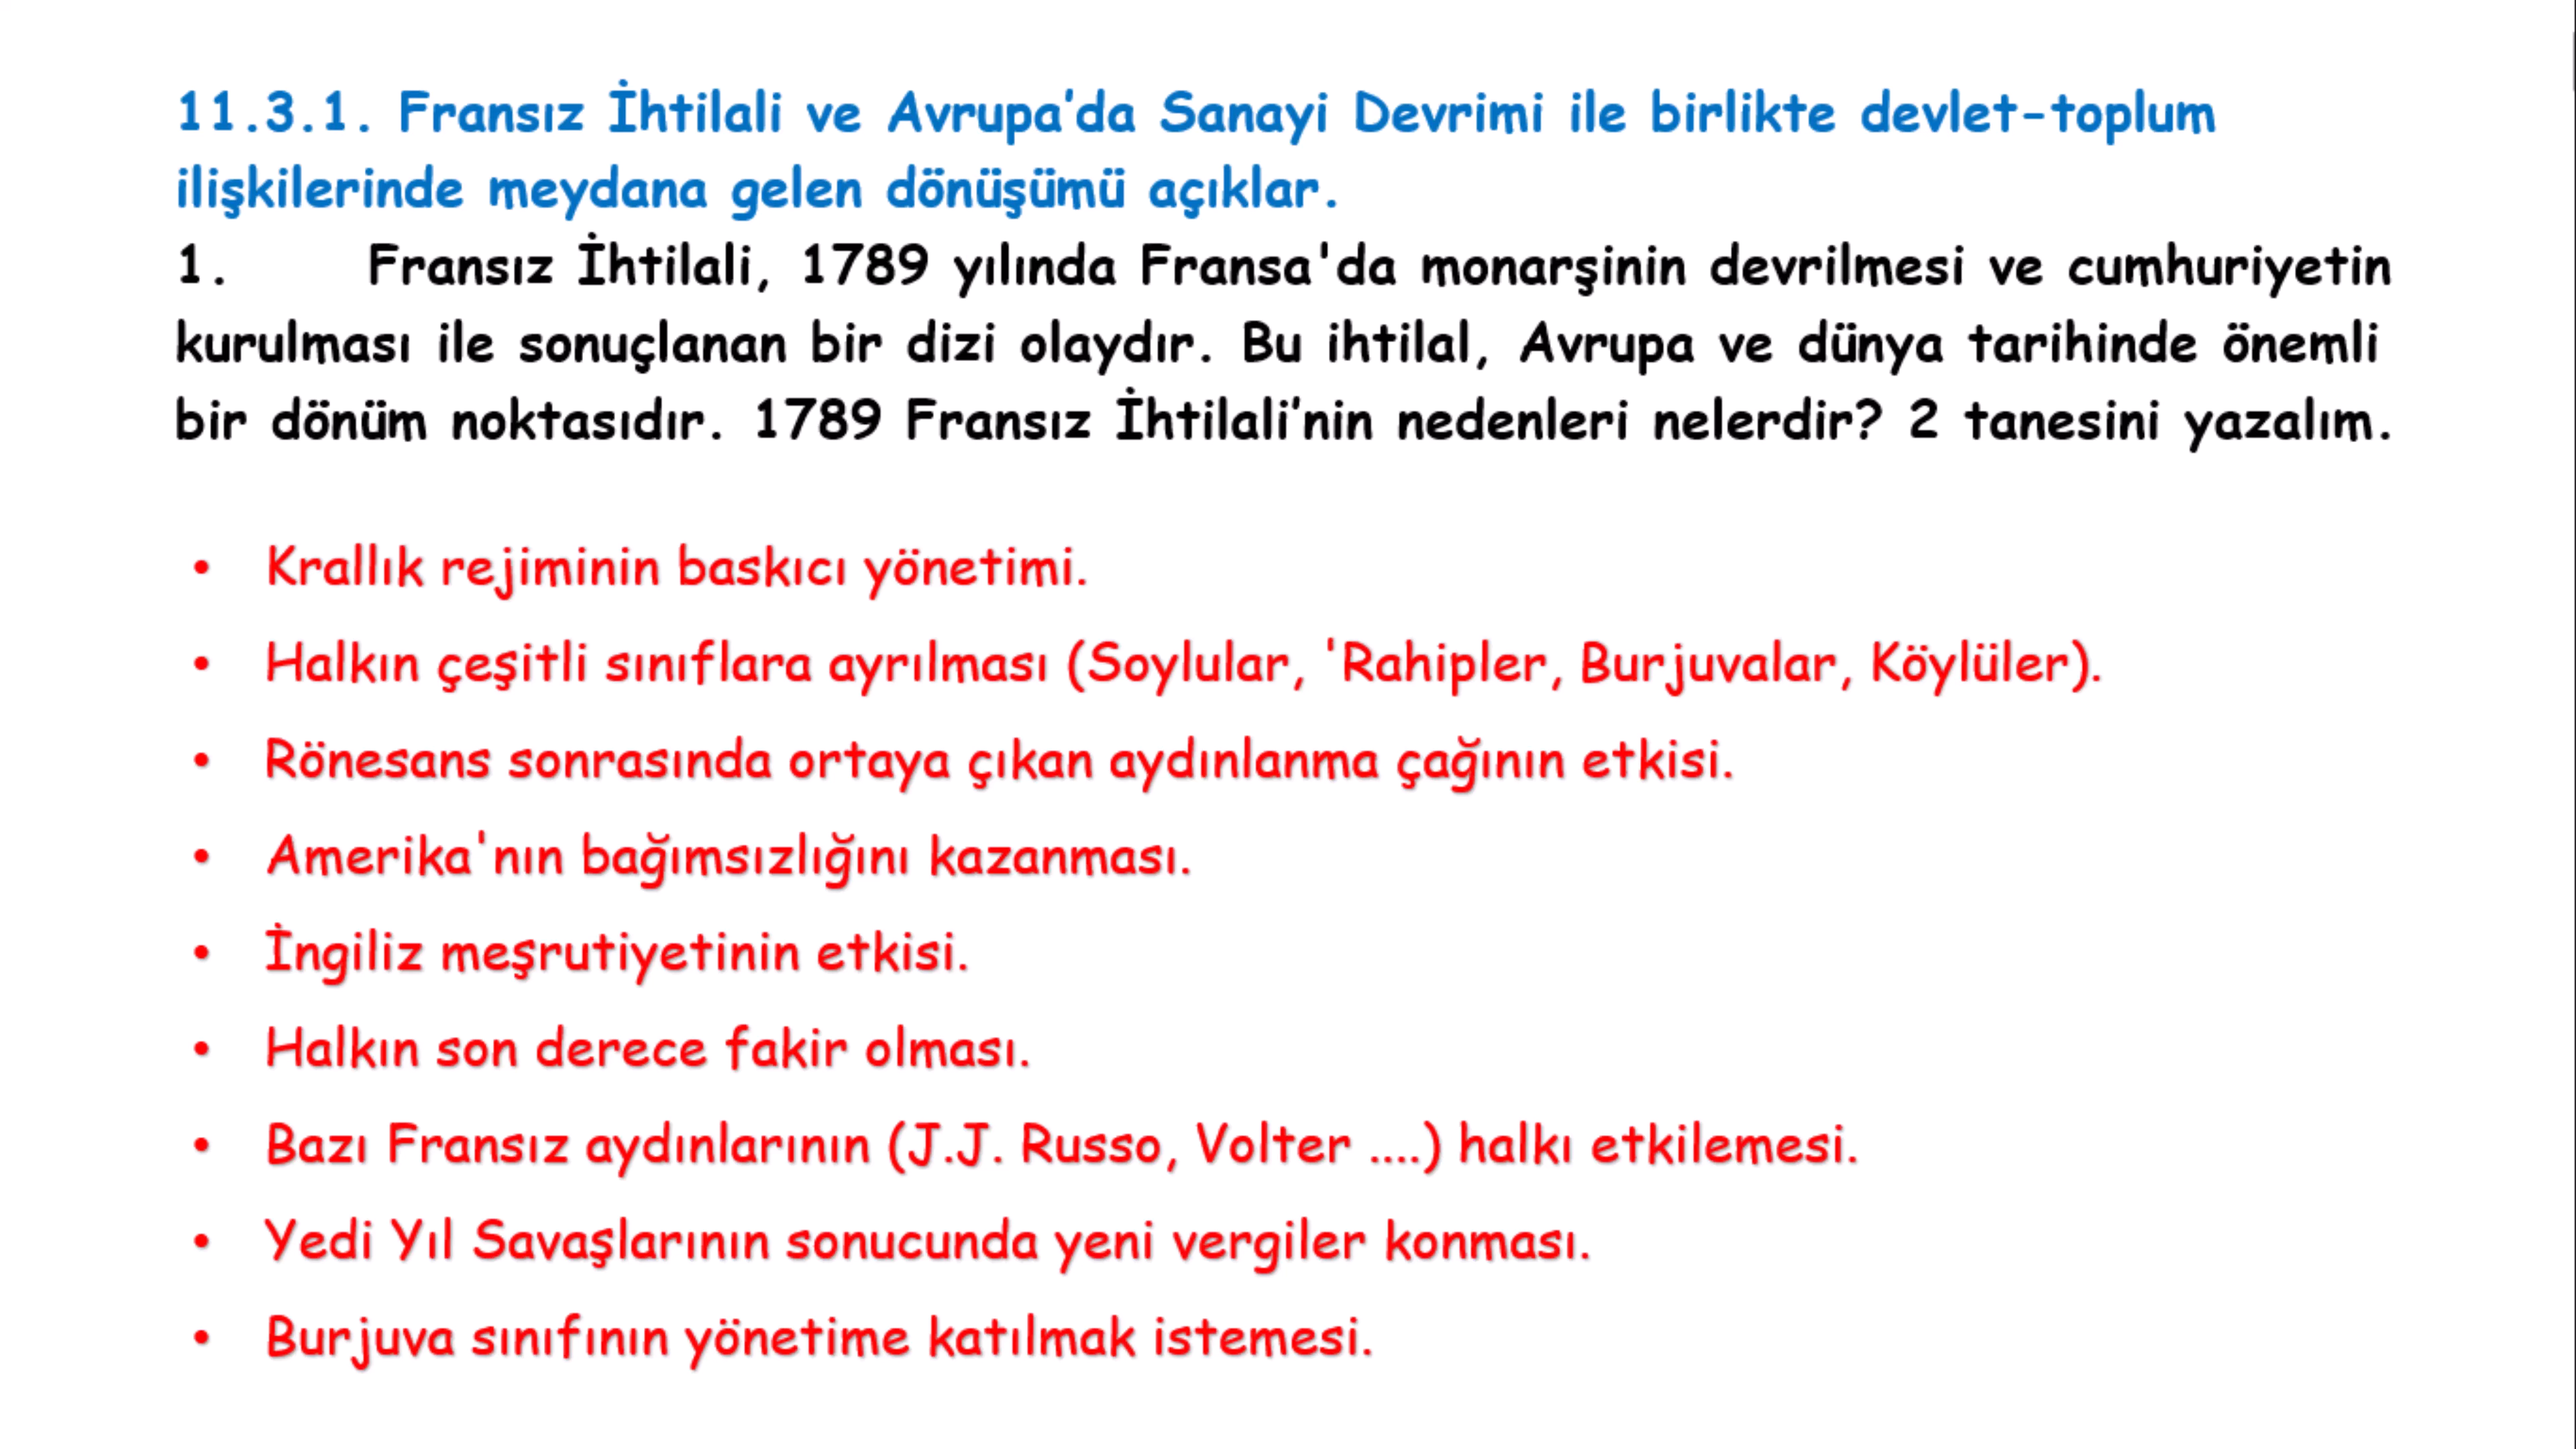 11.3.1. Fransız İhtilali ve Avrupa’da Sanayi Devrimi ile birlikte devlet-toplum
ilişkilerinde meydana gelen dönüşümü açıklar.
1. Fransız İhtilali, 1789 yılında Fransa'da monarşinin devrilmesi ve cumhuriyetin
kurulması ile sonuçlanan bir dizi olaydır. Bu ihtilal, Avrupa ve dünya tarihinde önemli
bir dönüm noktasıdır. 1789 Fransız İhtilali’nin nedenleri nelerdir? 2 tanesini yazalım.
• Krallık rejiminin baskıcı yönetimi.
• Halkın çeşitli sınıflara ayrılması (Soylular, 'Rahipler, Burjuvalar, Köylüler).
• Rönesans sonrasında ortaya çıkan aydınlanma çağının etkisi.
• Amerika'nın bağımsızlığını kazanması.
• İngiliz meşrutiyetinin etkisi.
• Halkın son derece fakir olması.
• Bazı Fransız aydınlarının (J.J. Russo, Volter ....) halkı etkilemesi.
• Yedi Yıl Savaşlarının sonucunda yeni vergiler konması.
• Burjuva sınıfının yönetime katılmak istemesi.